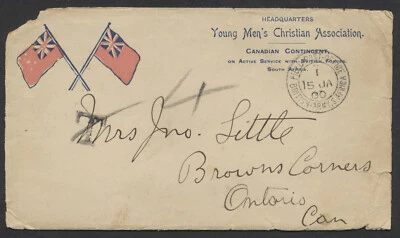 HEADQUARTERS
Young Men's Christian Association.
CANADIAN CONTINGENT,
ON ACTIVE SERVICE WITH BRITISH FORCES
SOUTH AFRICA.
1
15 JA
00
T
Mrs Jno. Little
Browns Corners
Ontario
Can